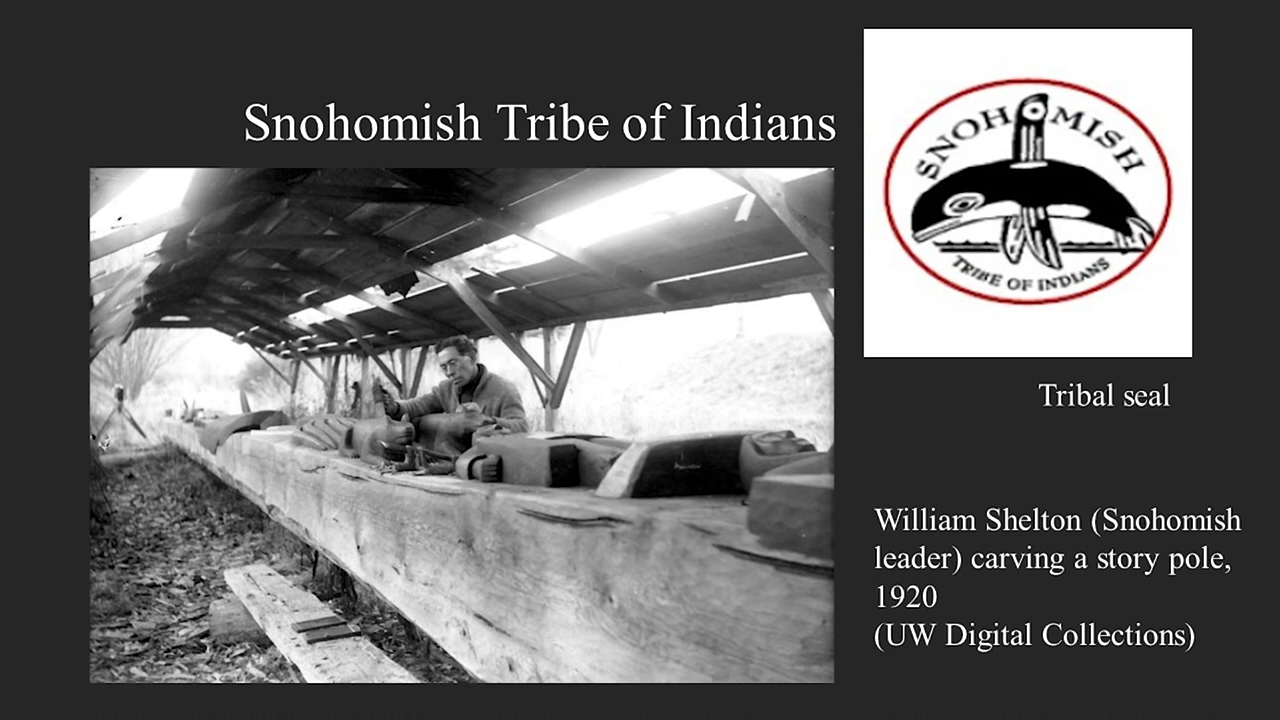 Snohomish Tribe of Indians
SNOHOMISH
TRIBE OF INDIANS
Tribal seal
William Shelton (Snohomish
leader) carving a story pole,
1920
(UW Digital Collections)